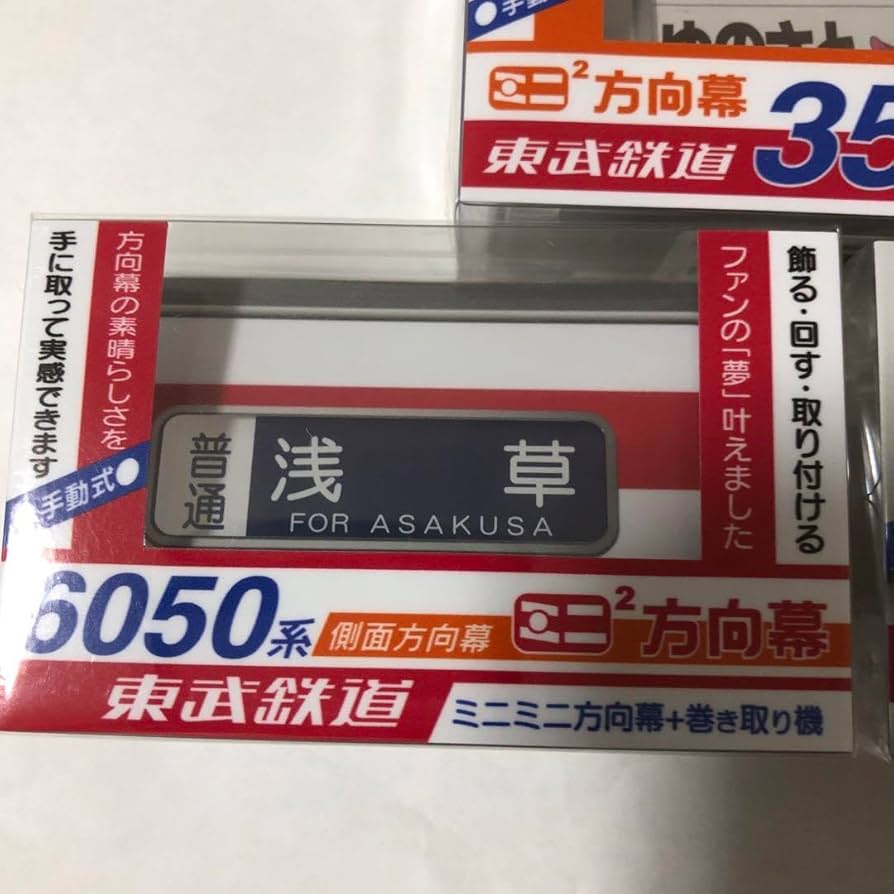 手動
ゆのさと
2方向幕
東武鉄道
35
手に取って実感できます
方向幕の素晴らしさを
手動式
普通
浅草
FOR ASAKUSA
ファンの「夢」叶えました
飾る・回す・取り付ける
6050系
側面方向幕
ミニ2方向幕
東武鉄道
ミニミニ方向幕+巻き取り機